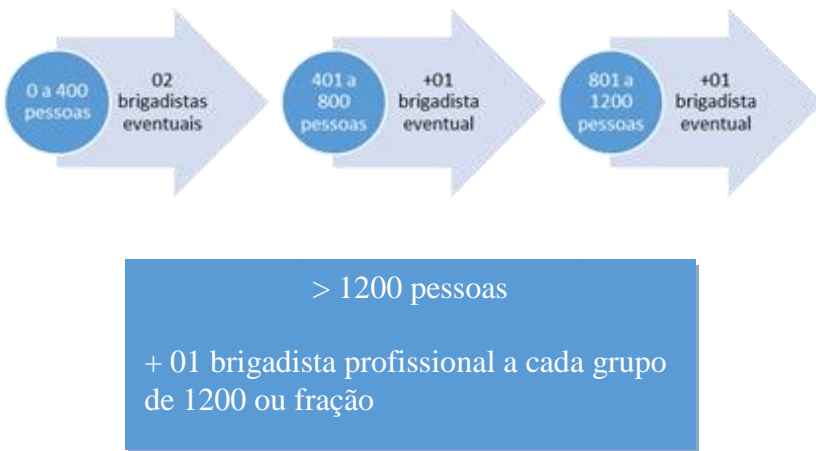 0 a 400
pessoas
02
brigadistas
eventuais
401 a
800
pessoas
+01
brigadista
eventual
801 a
1200
pessoas
+01
brigadista
eventual
> 1200 pessoas
+ 01 brigadista profissional a cada grupo
de 1200 ou fração